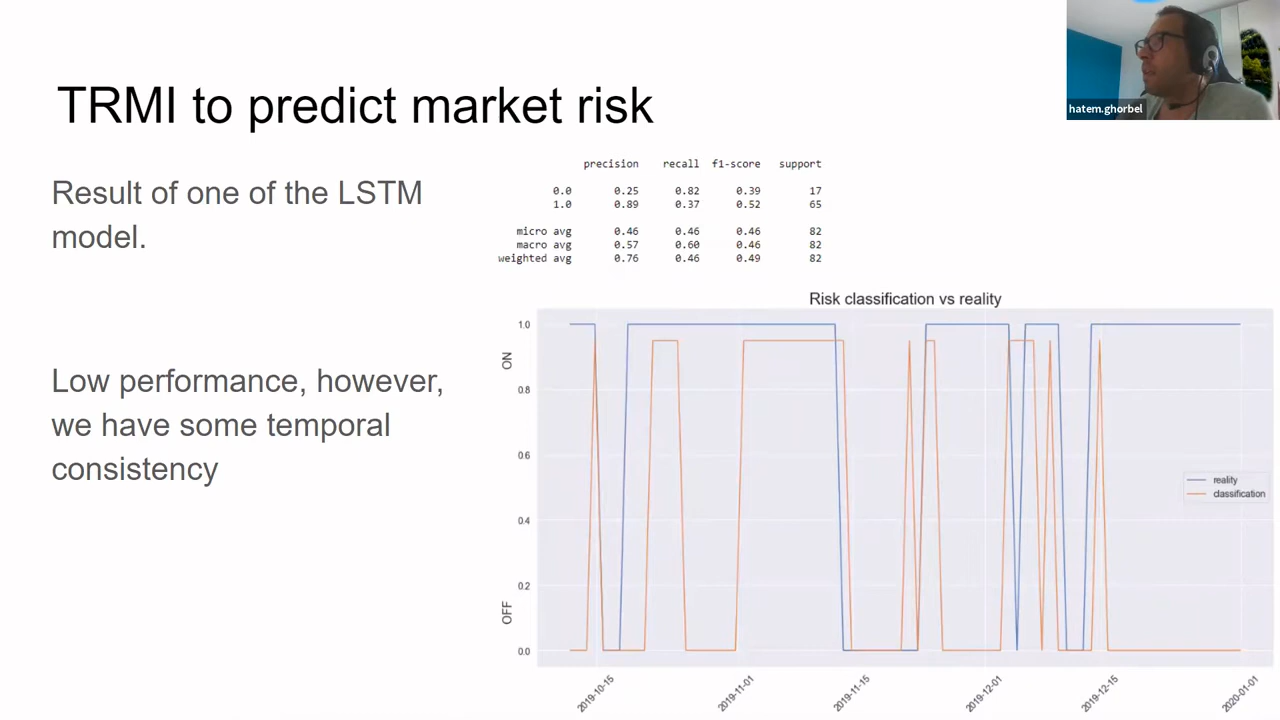 TRMI to predict market risk
hatem.ghorbel
Result of one of the LSTM
model.
Low performance, however,
we have some temporal
consistency
precision recall f1-score support
0.0 0.25 0.82 0.39 17
1.0 0.89 0.37 0.52 65
micro avg 0.46 0.46 0.46 82
macro avg 0.57 0.60 0.46 82
weighted avg 0.76 0.46 0.49 82
Risk classification vs reality
1.0
ON
0.8
0.6
0.4
0.2
OFF
0.0
reality
classification
2019-10-15 2019-11-01 2019-11-15 2019-12-01 2019-12-15 2020-01-01